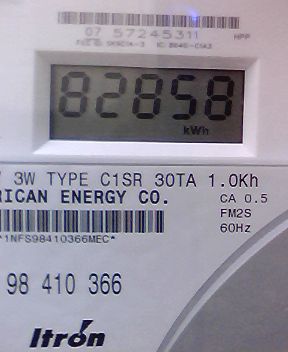 07 57245311 HPP
82858
kWh
3W TYPE C1SR 30TA 1.0Kh
RICAN ENERGY CO. CA 0.5
FM2S
*1NFS98410366MEC* 60Hz
98 410 366
Itron